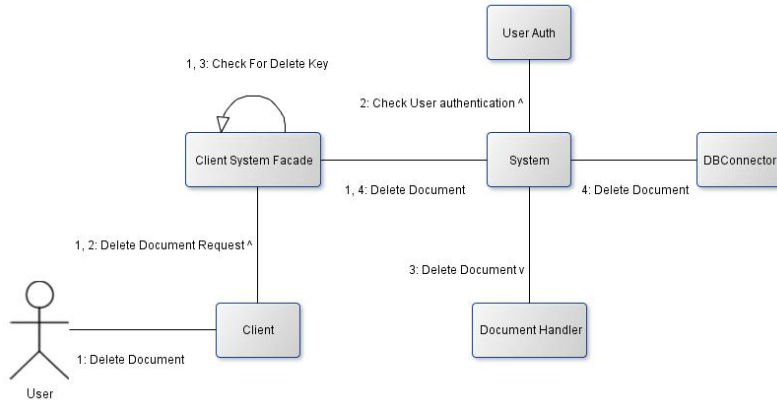 User Auth
1, 3: Check For Delete Key
2: Check User authentication ^
Client System Facade
System
DBConnector
1, 4: Delete Document
4: Delete Document
1, 2: Delete Document Request ^
3: Delete Document v
Client
Document Handler
1: Delete Document
User